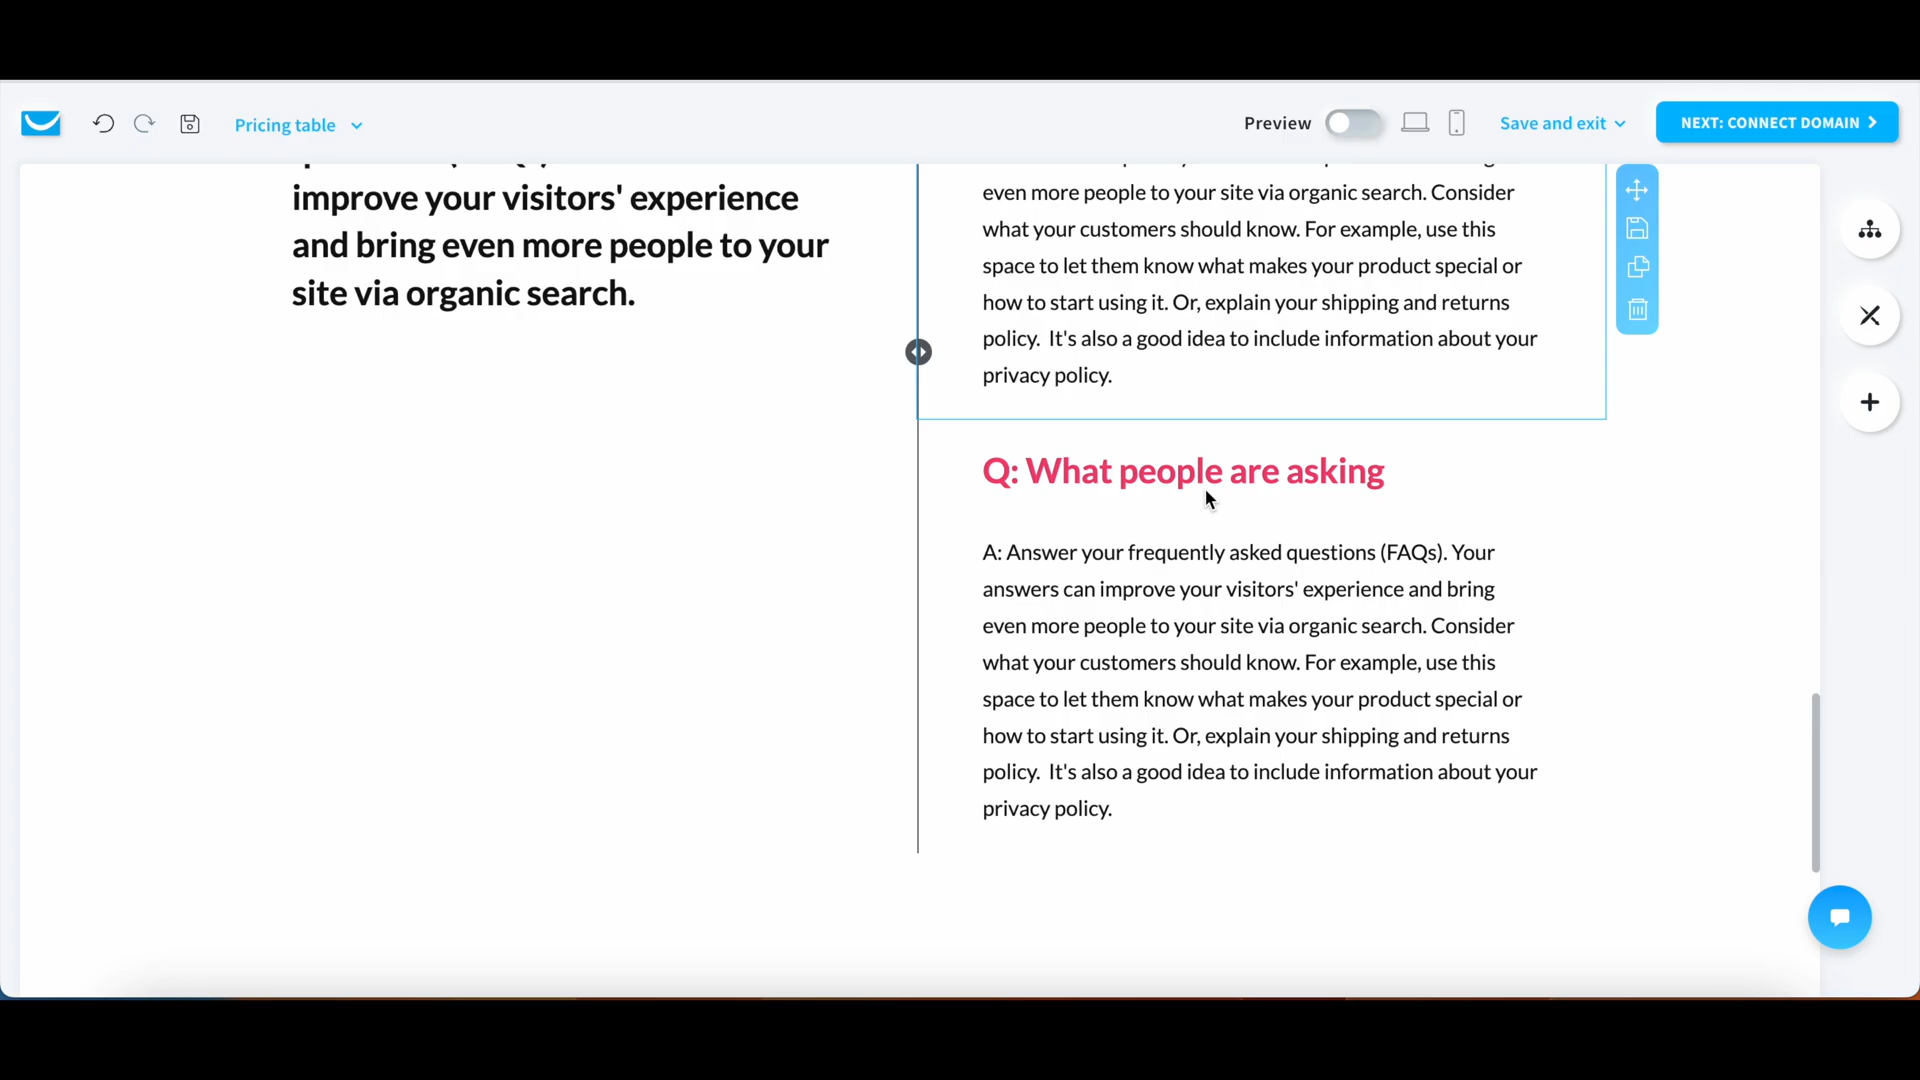 Pricing table
Preview
Save and exit
NEXT: CONNECT DOMAIN
improve your visitors' experience
and bring even more people to your
site via organic search.
even more people to your site via organic search. Consider
what your customers should know. For example, use this
space to let them know what makes your product special or
how to start using it. Or, explain your shipping and returns
policy.  It's also a good idea to include information about your
privacy policy.
Q: What people are asking
A: Answer your frequently asked questions (FAQs). Your
answers can improve your visitors' experience and bring
even more people to your site via organic search. Consider
what your customers should know. For example, use this
space to let them know what makes your product special or
how to start using it. Or, explain your shipping and returns
policy.  It's also a good idea to include information about your
privacy policy.